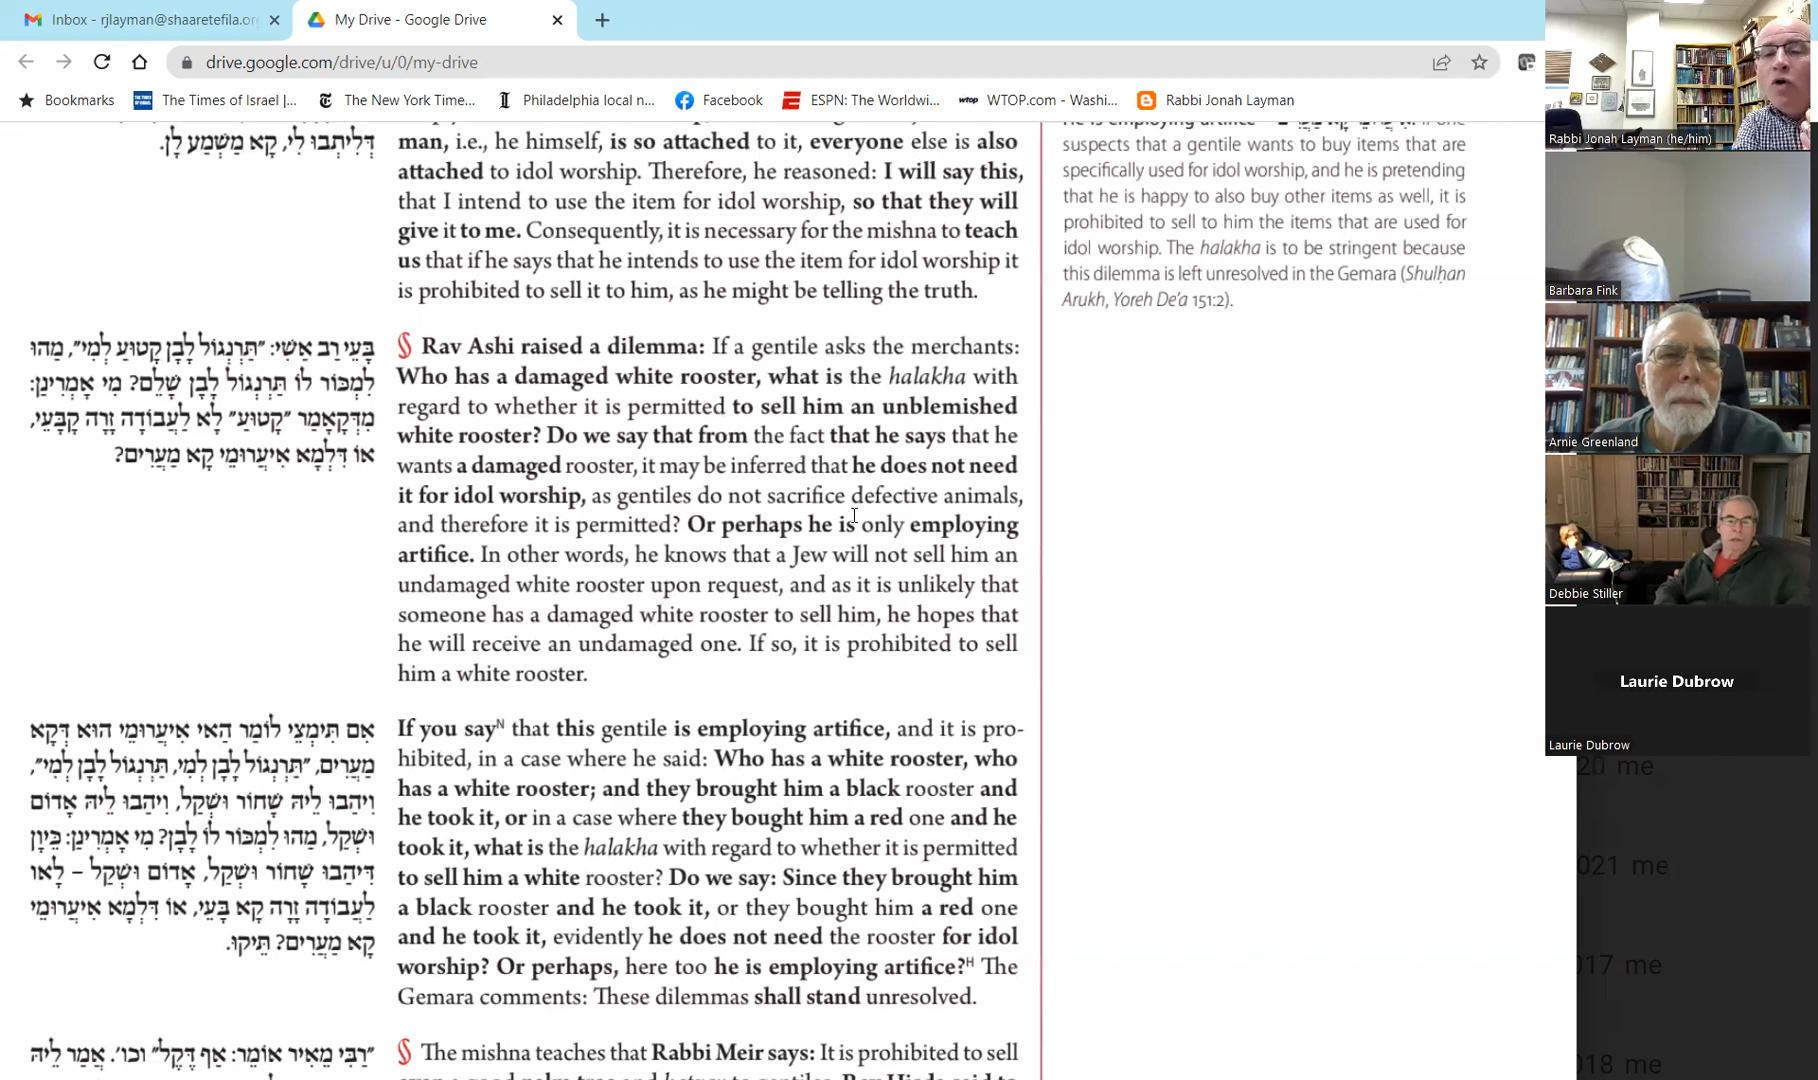 Inbox - rjlayman@shaaretefila.or
My Drive - Google Drive
drive.google.com/drive/u/0/my-drive
Bookmarks
The Times of Israel |...
The New York Time...
Philadelphia local n...
Facebook
ESPN: The Worldwi...
WTOP.com - Washi...
Rabbi Jonah Layman
דְּלִיתְּבוּ לִי, קָא מַשְׁמַע לָן.
man, i.e., he himself, is so attached to it, everyone else is also
attached to idol worship. Therefore, he reasoned: I will say this,
that I intend to use the item for idol worship, so that they will
give it to me. Consequently, it is necessary for the mishna to teach
us that if he says that he intends to use the item for idol worship it
is prohibited to sell it to him, as he might be telling the truth.
בָּעֵי רַב אַשִׁי: ״תַּרְנְגוֹל לָבָן קָטוּעַ לְמִי״, מַהוּ
לִמְכּוֹר לוֹ תַּרְנְגוֹל לָבָן שָׁלֵם? מִי אָמְרִינַן:
מִדְּקָאָמַר ״קָטוּעַ״ לָא לַעֲבוֹדָה זָרָה קָבָעֵי,
אוֹ דִּלְמָא אִיעֲרוּמֵי קָא מַעֲרִים?
§ Rav Ashi raised a dilemma: If a gentile asks the merchants:
Who has a damaged white rooster, what is the halakha with
regard to whether it is permitted to sell him an unblemished
white rooster? Do we say that from the fact that he says that he
wants a damaged rooster, it may be inferred that he does not need
it for idol worship, as gentiles do not sacrifice defective animals,
and therefore it is permitted? Or perhaps he is only employing
artifice. In other words, he knows that a Jew will not sell him an
undamaged white rooster upon request, and as it is unlikely that
someone has a damaged white rooster to sell him, he hopes that
he will receive an undamaged one. If so, it is prohibited to sell
him a white rooster.
אִם תִּימְצֵי לוֹמַר הַאי אִיעֲרוּמֵי הוּא דְּקָא
מַעֲרִים, ״תַּרְנְגוֹל לָבָן לְמִי, תַּרְנְגוֹל לָבָן לְמִי״,
וִיהַבוּ לֵיהּ שָׁחוֹר וּשְׁקַל, וִיהַבוּ לֵיהּ אָדוֹם
וּשְׁקַל, מַהוּ לִמְכּוֹר לוֹ לָבָן? מִי אָמְרִינַן: כֵּיוָן
דִּיהַבוּ שָׁחוֹר וּשְׁקַל, אָדוֹם וּשְׁקַל – לָאו
לַעֲבוֹדָה זָרָה קָא בָּעֵי, אוֹ דִּלְמָא אִיעֲרוּמֵי
קָא מַעֲרִים? תֵּיקוּ.
If you sayᴺ that this gentile is employing artifice, and it is pro-
hibited, in a case where he said: Who has a white rooster, who
has a white rooster; and they brought him a black rooster and
he took it, or in a case where they bought him a red one and he
took it, what is the halakha with regard to whether it is permitted
to sell him a white rooster? Do we say: Since they brought him
a black rooster and he took it, or they bought him a red one
and he took it, evidently he does not need the rooster for idol
worship? Or perhaps, here too he is employing artifice?ᴴ The
Gemara comments: These dilemmas shall stand unresolved.
״רַבִּי מֵאִיר אוֹמֵר: אַף דֶּקֶל״ וכו׳. אֲמַר לֵיהּ
§ The mishna teaches that Rabbi Meir says: It is prohibited to sell
suspects that a gentile wants to buy items that are
specifically used for idol worship, and he is pretending
that he is happy to also buy other items as well, it is
prohibited to sell to him the items that are used for
idol worship. The halakha is to be stringent because
this dilemma is left unresolved in the Gemara (Shulḥan
Arukh, Yoreh De'a 151:2).
Rabbi Jonah Layman (he/him)
Barbara Fink
Arnie Greenland
Debbie Stiller
Laurie Dubrow
Laurie Dubrow
20 me
021 me
017 me
018 me